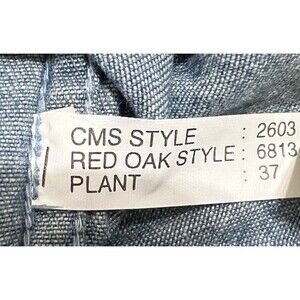 CMS STYLE : 2603
RED OAK STYLE : 6813
PLANT : 37